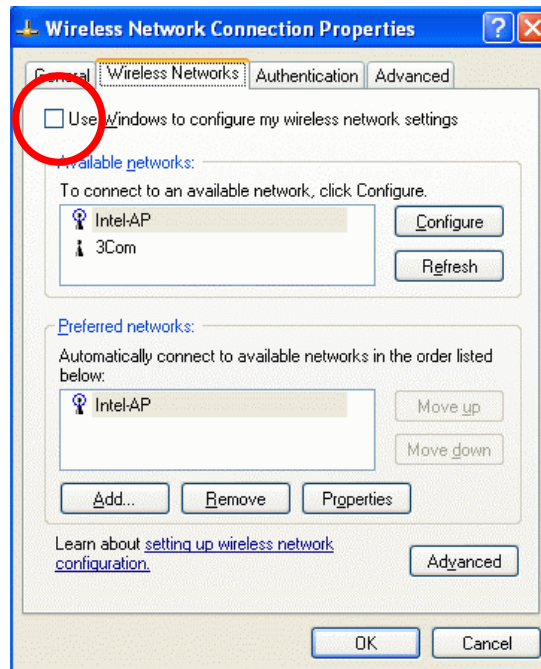 Wireless Network Connection Properties
General Wireless Networks Authentication Advanced
Use Windows to configure my wireless network settings
Available networks:
To connect to an available network, click Configure.
Intel-AP
Configure
3Com
Refresh
Preferred networks:
Automatically connect to available networks in the order listed
below:
Intel-AP
Move up
Move down
Add... Remove Properties
Learn about setting up wireless network
configuration.
Advanced
OK Cancel